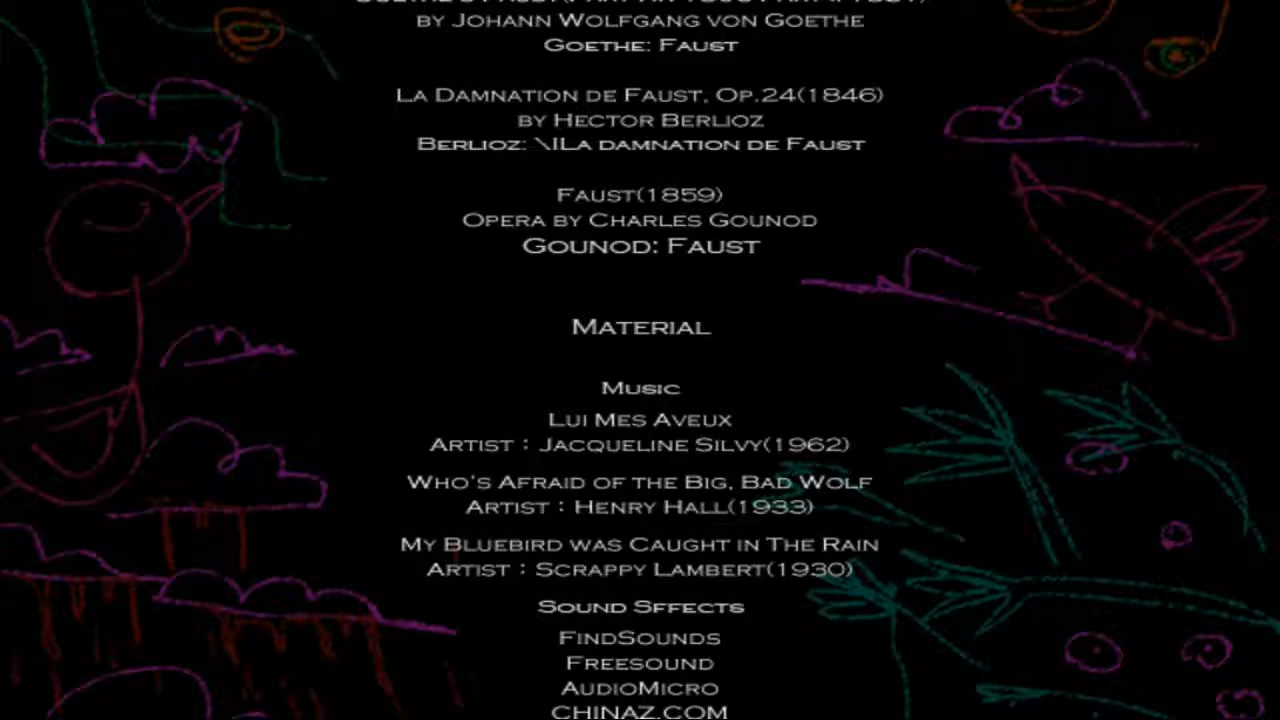 BY JOHANN WOLFGANG VON GOETHE
GOETHE: FAUST
LA DAMNATION DE FAUST, OP.24(1846)
BY HECTOR BERLIOZ
BERLIOZ: \ILA DAMNATION DE FAUST
FAUST(1859)
OPERA BY CHARLES GOUNOD
GOUNOD: FAUST
MATERIAL
MUSIC
LUI MES AVEUX
ARTIST : JACQUELINE SILVY(1962)
WHO'S AFRAID OF THE BIG, BAD WOLF
ARTIST : HENRY HALL(1933)
MY BLUEBIRD WAS CAUGHT IN THE RAIN
ARTIST : SCRAPPY LAMBERT(1930)
SOUND SFFECTS
FINDSOUNDS
FREESOUND
AUDIOMICRO
CHINAZ.COM